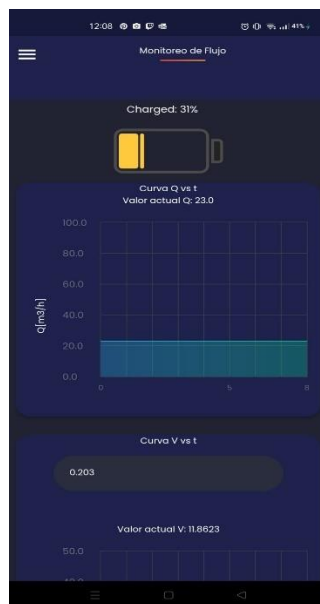 12:08
41%
Monitoreo de Flujo
Charged: 31%
Curva Q vs t
Valor actual Q: 23.0
100.0
80.0
60.0
40.0
20.0
0.0
Q[m3/h]
0 5 8
Curva V vs t
0.203
Valor actual V: 11.8623
50.0
40.0